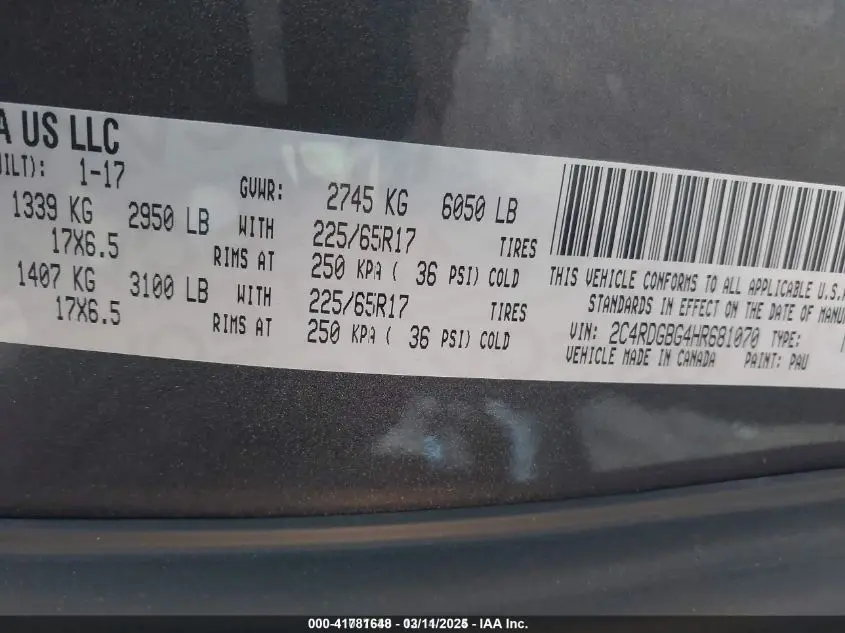 A US LLC
UILT): 1-17
GVWR: 2745 KG 6050 LB
1339 KG 2950 LB WITH 225/65R17 TIRES
17X6.5 RIMS AT 250 KPA ( 36 PSI) COLD
1407 KG 3100 LB WITH 225/65R17 TIRES
17X6.5 RIMS AT 250 KPA ( 36 PSI) COLD
THIS VEHICLE CONFORMS TO ALL APPLICABLE U.S.
STANDARDS IN EFFECT ON THE DATE OF MANU
VIN: 2C4RDGBG4HR681070 TYPE:
VEHICLE MADE IN CANADA PAINT: PAU
000-41781648 - 03/14/2025 - IAA Inc.